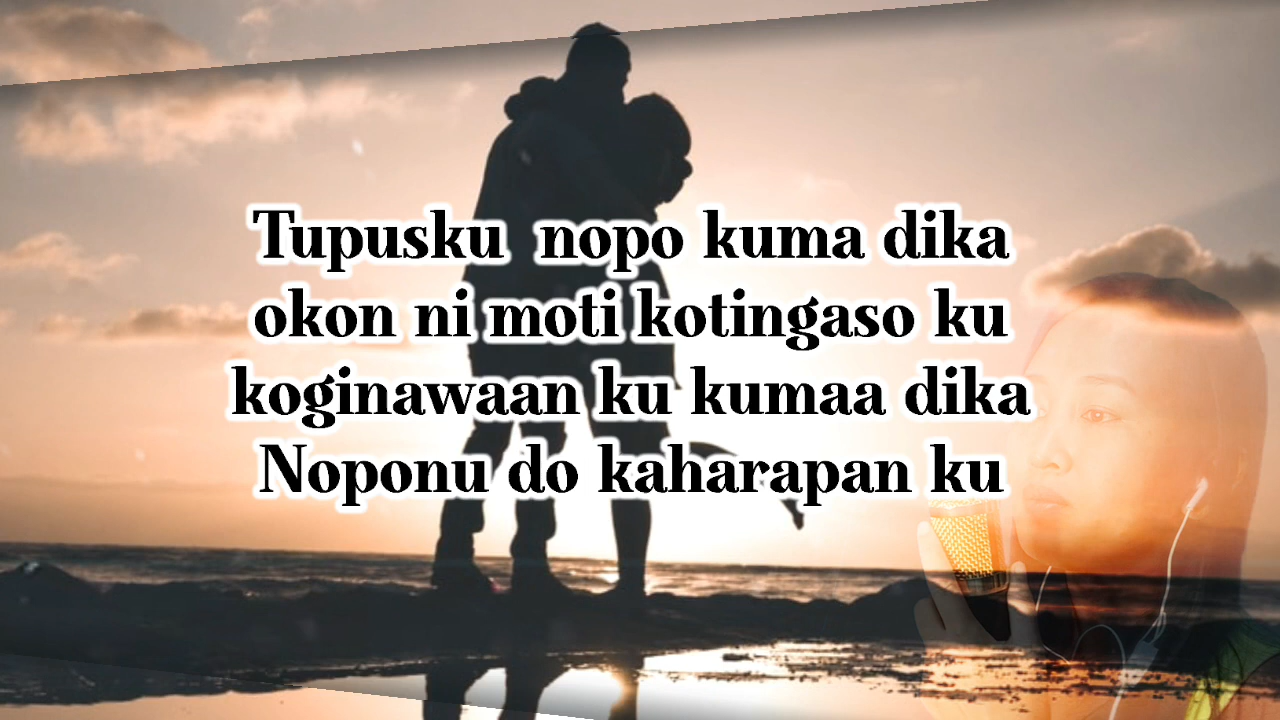 Tupusku nopo kuma dika
okon ni moti kotingaso ku
koginawaan ku kumaa dika
Noponu do kaharapan ku